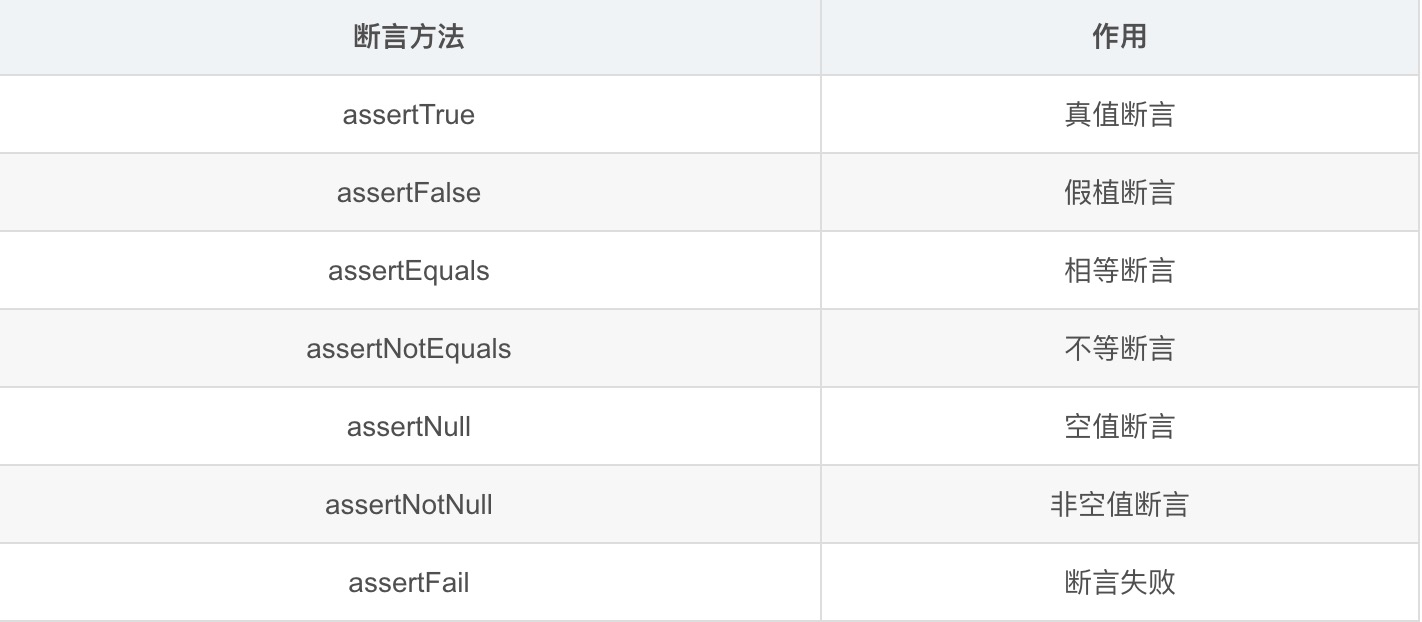 断言方法 作用
assertTrue 真值断言
assertFalse 假植断言
assertEquals 相等断言
assertNotEquals 不等断言
assertNull 空值断言
assertNotNull 非空值断言
assertFail 断言失败